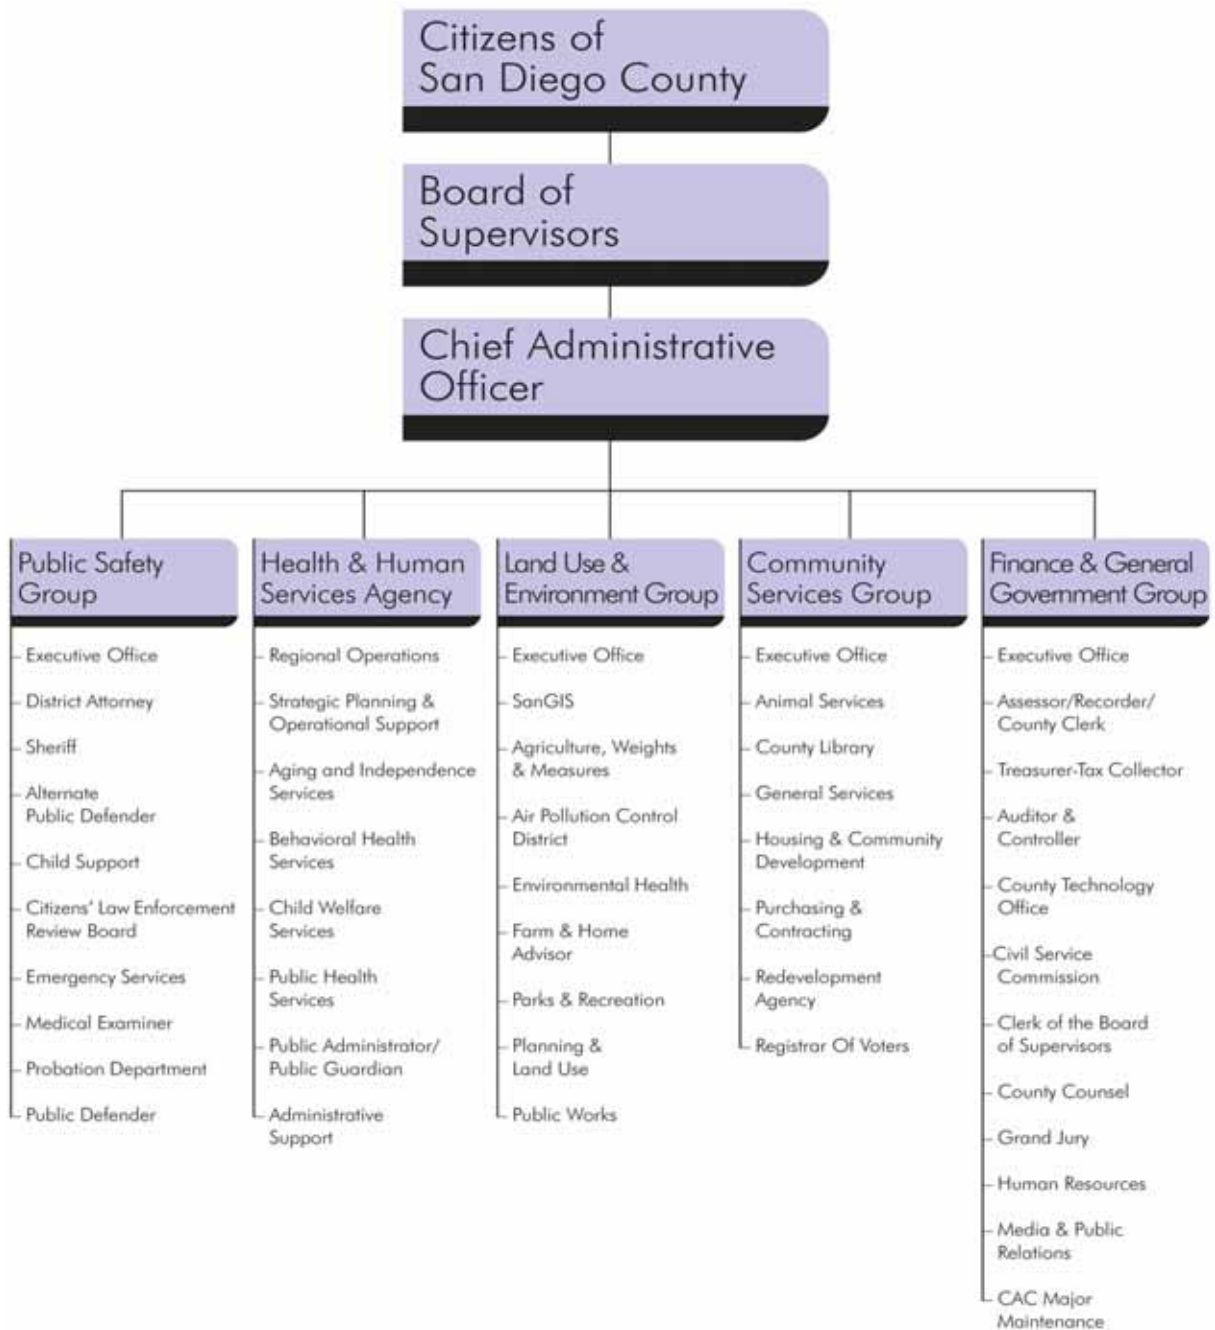 Citizens of
San Diego County
Board of
Supervisors
Chief Administrative
Officer
Public Safety
Group
Executive Office
District Attorney
Sheriff
Alternate
Public Defender
Child Support
Citizens' Law Enforcement
Review Board
Emergency Services
Medical Examiner
Probation Department
Public Defender
Health & Human
Services Agency
Regional Operations
Strategic Planning &
Operational Support
Aging and Independence
Services
Behavioral Health
Services
Child Welfare
Services
Public Health
Services
Public Administrator/
Public Guardian
Administrative
Support
Land Use &
Environment Group
Executive Office
SanGIS
Agriculture, Weights
& Measures
Air Pollution Control
District
Environmental Health
Farm & Home
Advisor
Parks & Recreation
Planning &
Land Use
Public Works
Community
Services Group
Executive Office
Animal Services
County Library
General Services
Housing & Community
Development
Purchasing &
Contracting
Redevelopment
Agency
Registrar Of Voters
Finance & General
Government Group
Executive Office
Assessor/Recorder/
County Clerk
Treasurer-Tax Collector
Auditor &
Controller
County Technology
Office
Civil Service
Commission
Clerk of the Board
of Supervisors
County Counsel
Grand Jury
Human Resources
Media & Public
Relations
CAC Major
Maintenance